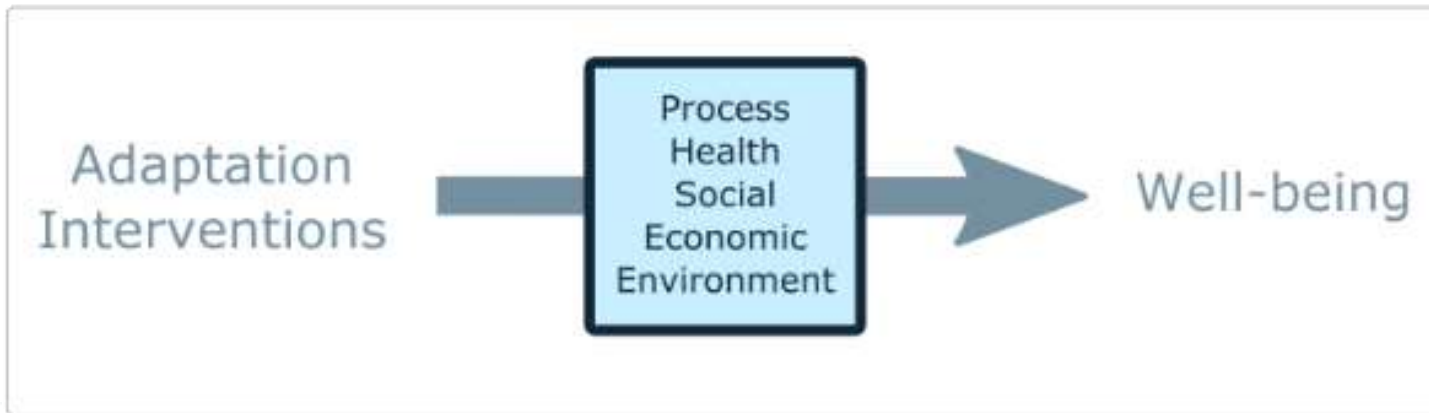 Adaptation
Interventions
Process
Health
Social
Economic
Environment
Well-being